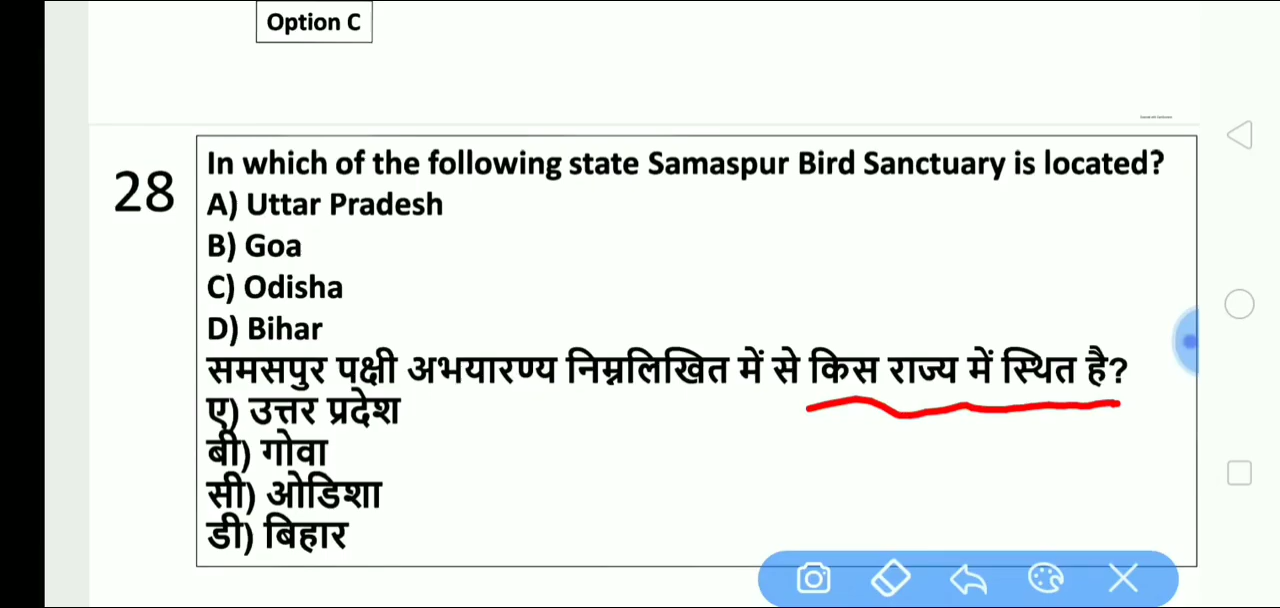 Option C
28
In which of the following state Samaspur Bird Sanctuary is located?
A) Uttar Pradesh
B) Goa
C) Odisha
D) Bihar
समसपुर पक्षी अभयारण्य निम्नलिखित में से किस राज्य में स्थित है?
ए) उत्तर प्रदेश
बी) गोवा
सी) ओडिशा
डी) बिहार